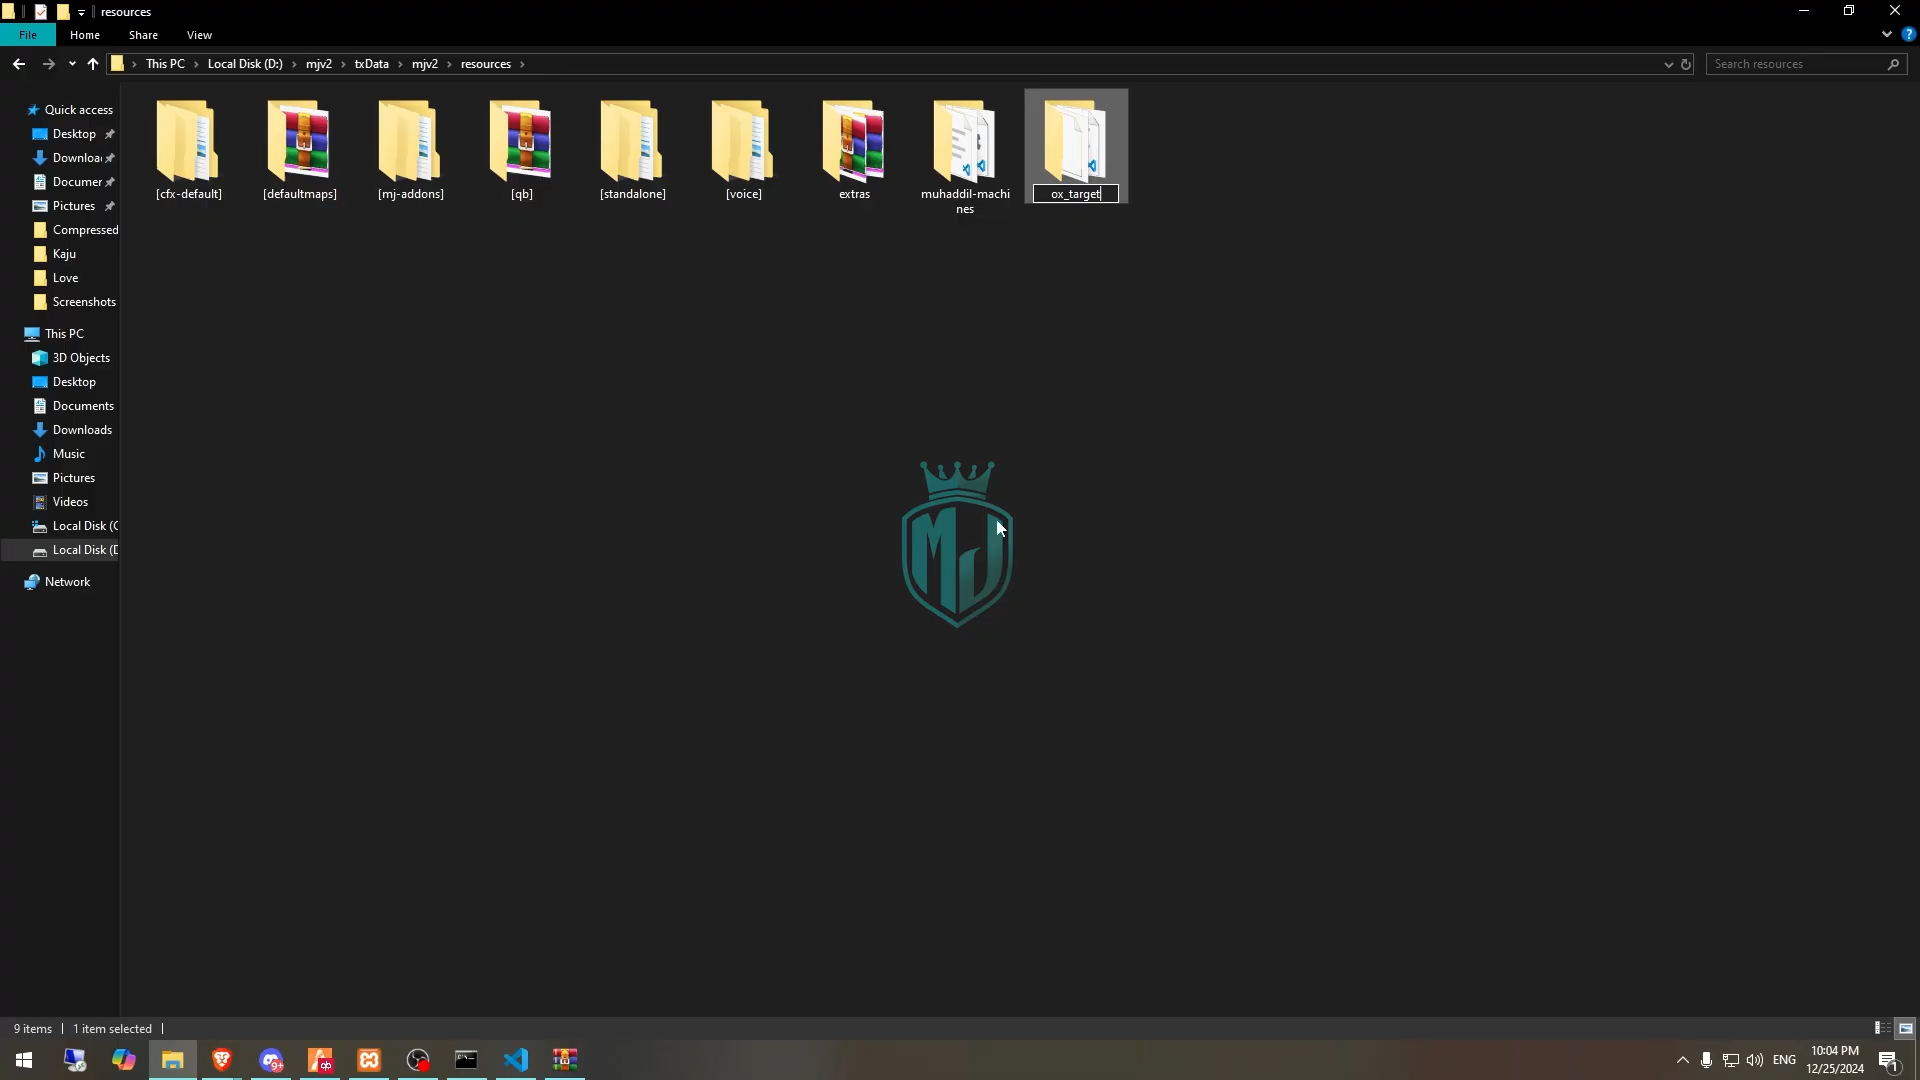 resources
File
Home
Share
View
This PC
Local Disk (D:)
mjv2
txData
mjv2
resources
Search resources
Quick access
Desktop
Downloa
Documer
Pictures
Compressed
Kaju
Love
Screenshots
This PC
3D Objects
Desktop
Documents
Downloads
Music
Pictures
Videos
Local Disk (C
Local Disk (D
Network
[cfx-default]
[defaultmaps]
[mj-addons]
[qb]
[standalone]
[voice]
extras
muhaddil-machi
nes
ox_target
MJ
9 items
1 item selected
9+
ENG
10:04 PM
12/25/2024
1